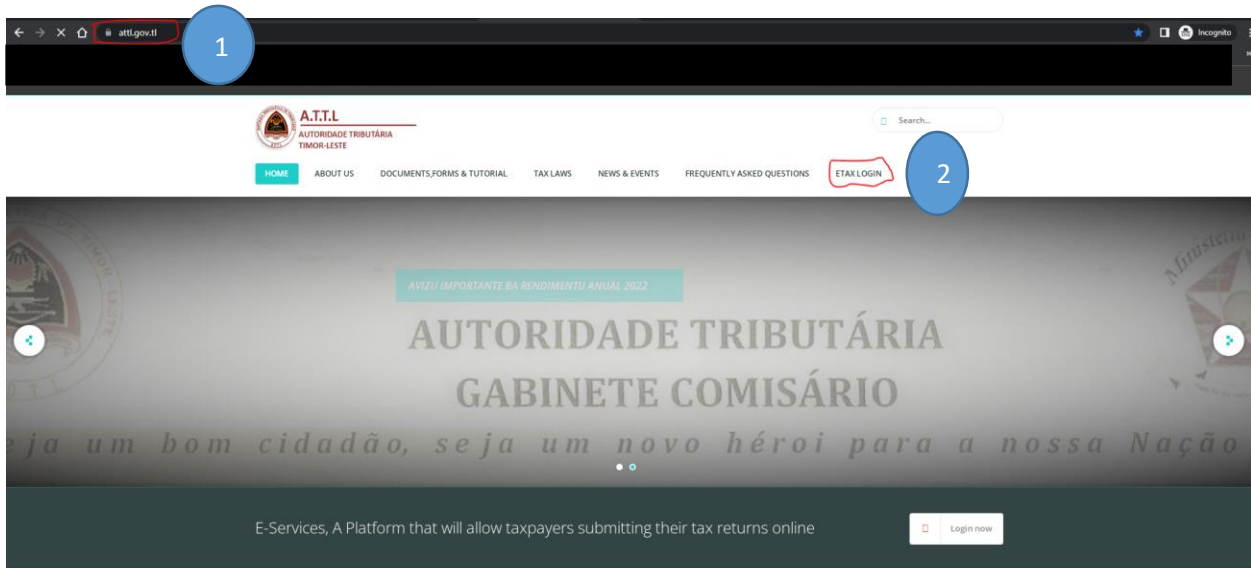 attl.gov.tl
1
Incognito
A.T.T.L
AUTORIDADE TRIBUTÁRIA
TIMOR-LESTE
Search...
HOME ABOUT US DOCUMENTS,FORMS & TUTORIAL TAX LAWS NEWS & EVENTS FREQUENTLY ASKED QUESTIONS ETAX LOGIN
2
AVIZU IMPORTANTE BA RENDIMENTU ANUAL 2022
AUTORIDADE TRIBUTÁRIA
GABINETE COMISÁRIO
eja um bom cidadão, seja um novo héroi para a nossa Nação
E-Services, A Platform that will allow taxpayers submitting their tax returns online
Login now